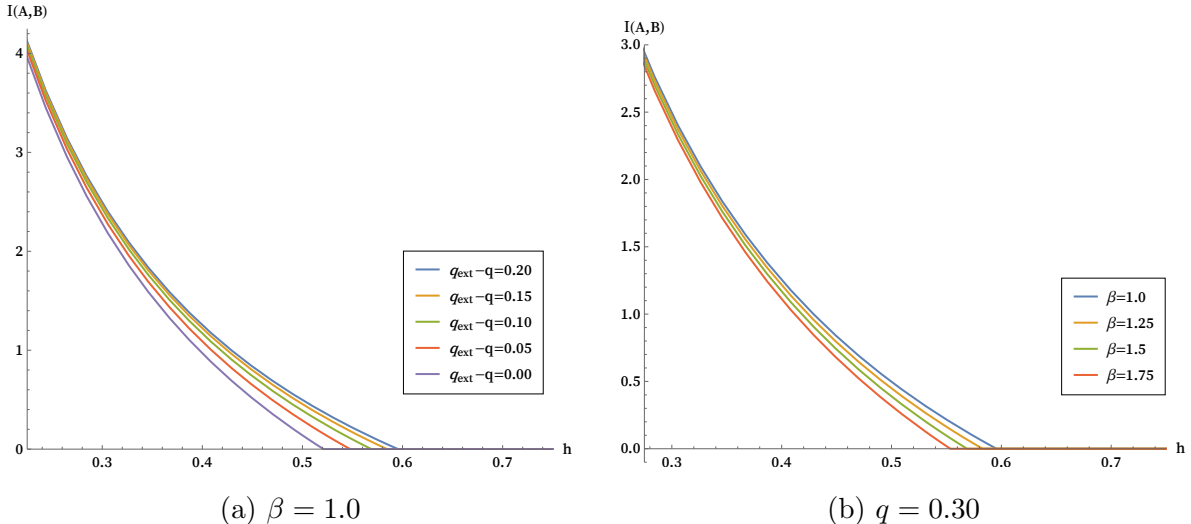 I(A,B)
4
3
2
1
0
0.3 0.4 0.5 0.6 0.7
h
q_ext−q=0.20
q_ext−q=0.15
q_ext−q=0.10
q_ext−q=0.05
q_ext−q=0.00
(a) β = 1.0
I(A,B)
3.0
2.5
2.0
1.5
1.0
0.5
0.0
0.3 0.4 0.5 0.6 0.7
h
β=1.0
β=1.25
β=1.5
β=1.75
(b) q = 0.30